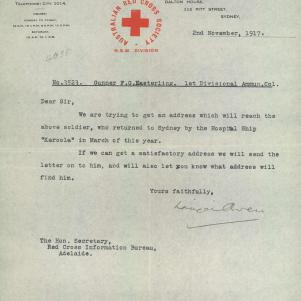 TELEPHONE: CITY 1014.
AUSTRALIAN RED CROSS SOCIETY
N.S.W. DIVISION
DALTON HOUSE,
115 PITT STREET,
SYDNEY,
2nd November, 1917.
No.3521. Gunner F.G.Easterling. 1st Divisional Ammun.Col.
Dear Sir,
We are trying to get an address which will reach the
above soldier, who returned to Sydney by the Hospital Ship
"Karoola" in March of this year.
If we can get a satisfactory address we will send the
letter on to him, and will also let you know what address will
find him.
Yours faithfully,
The Hon. Secretary,
Red Cross Information Bureau,
Adelaide.